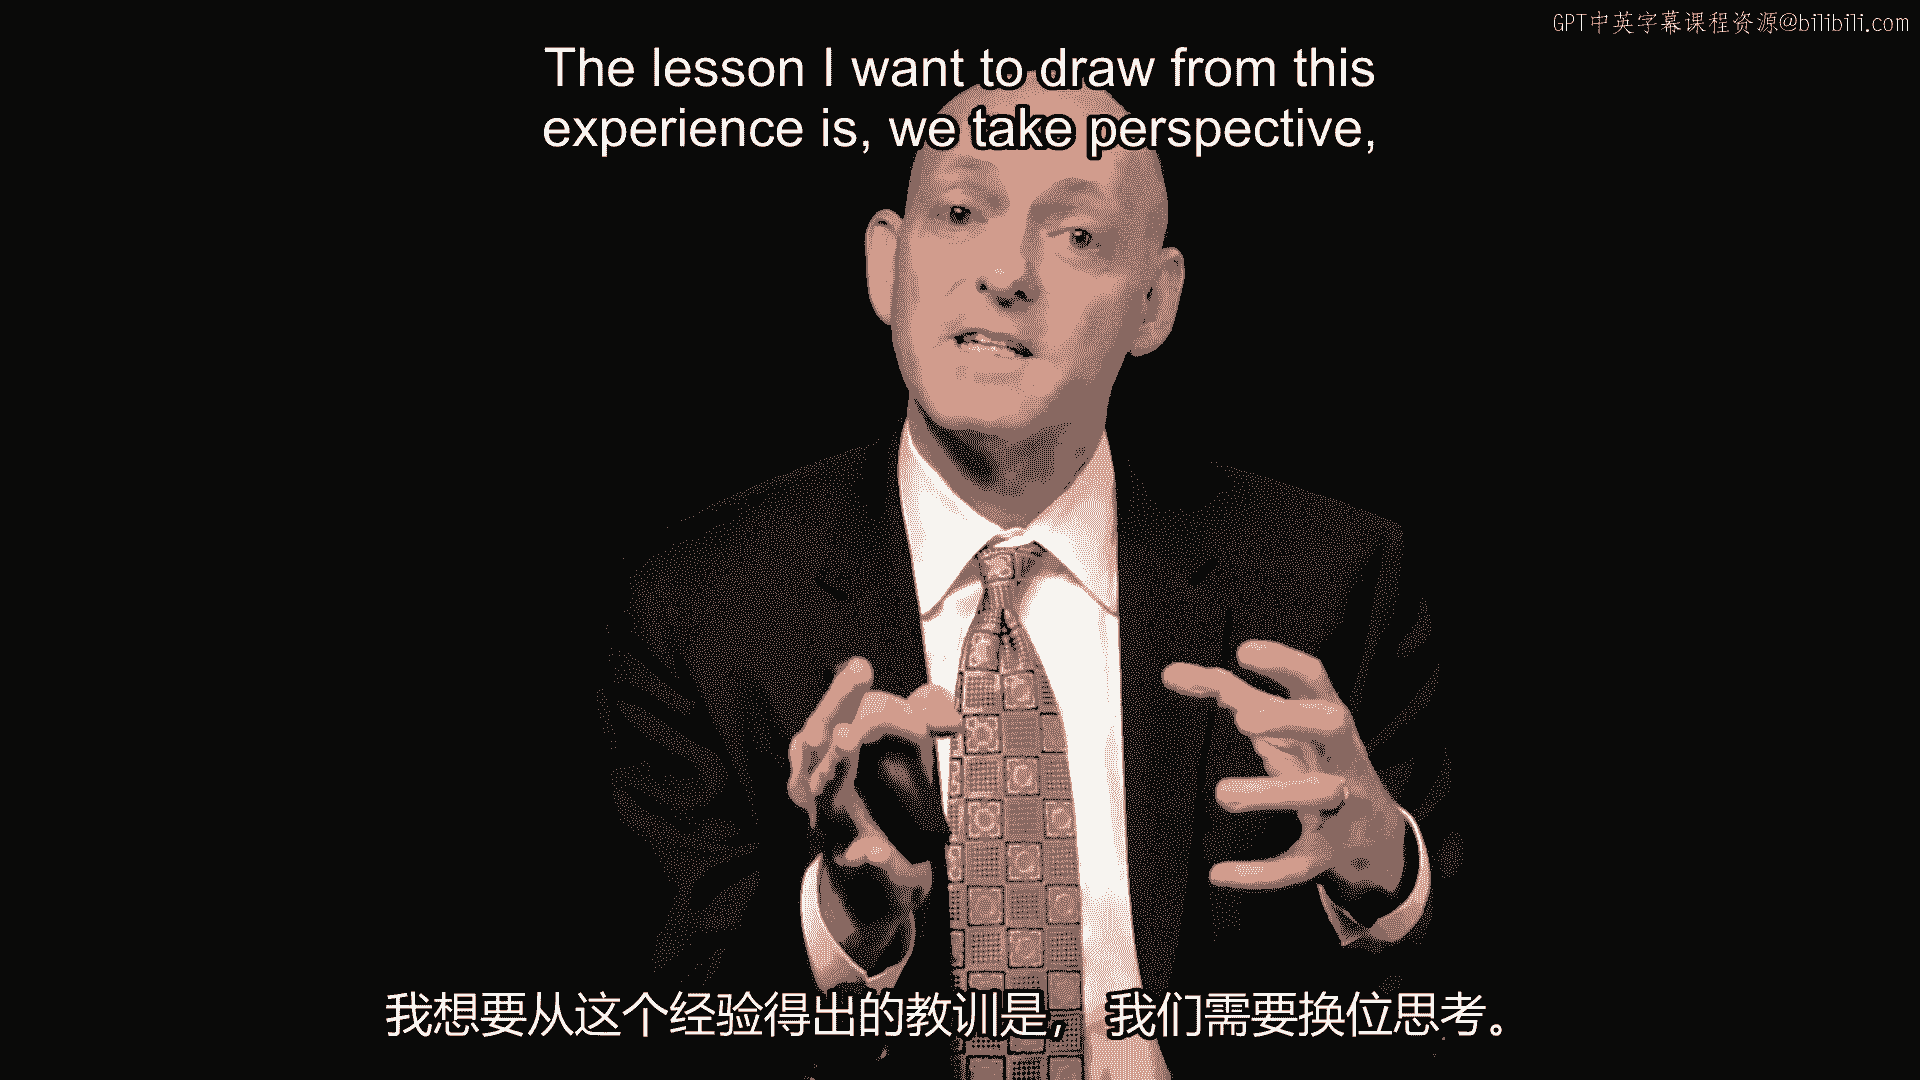 GPT中英字幕课程资源@bilibili.com
The lesson I want to draw from this
experience is, we take perspective,
我想要从这个经验得出的教训是， 我们需要换位思考。